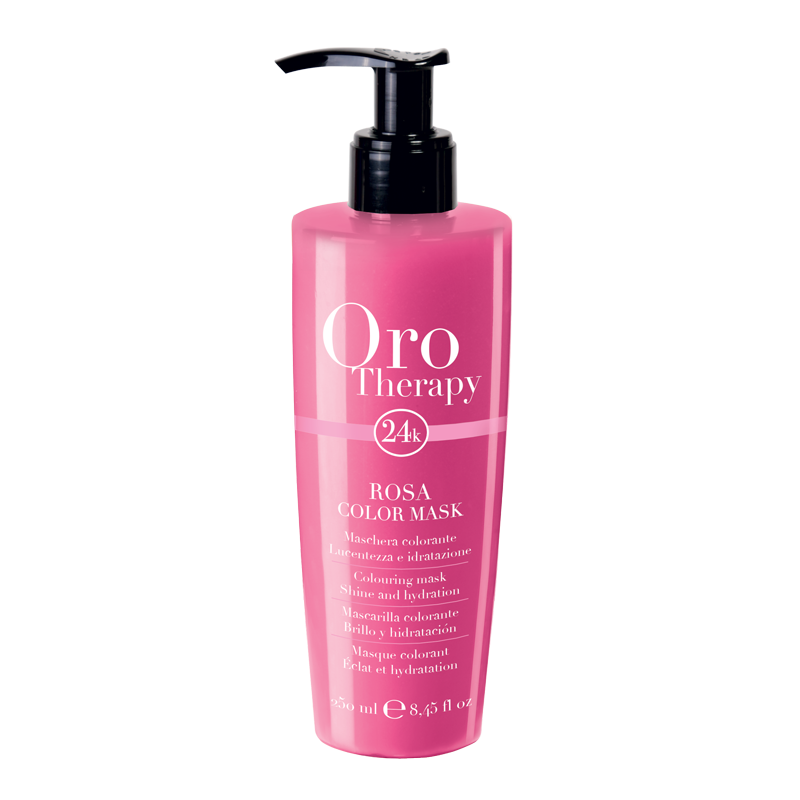 Oro
Therapy
24k
ROSA
COLOR MASK
Maschera colorante
Lucentezza e idratazione
Colouring mask
Shine and hydration
Mascarilla colorante
Brillo y hidratación
Masque colorant
Éclat et hydratation
250 ml ℮ 8,45 fl oz